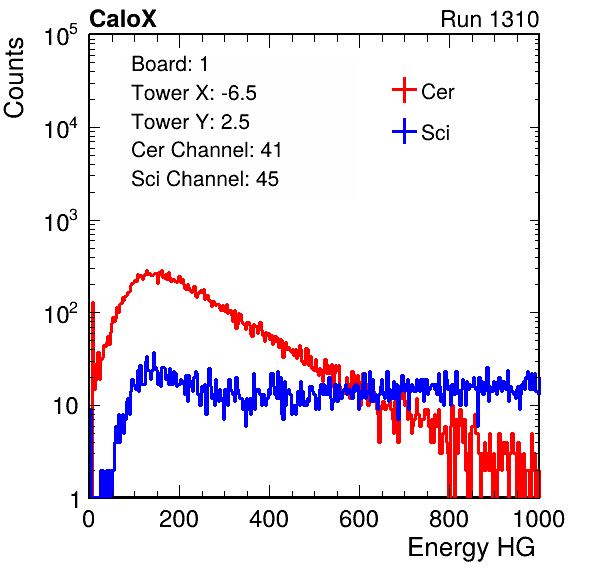 CaloX Run 1310
Board: 1
Tower X: -6.5
Tower Y: 2.5
Cer Channel: 41
Sci Channel: 45
Cer
Sci
Counts
10^5
10^4
10^3
10^2
10
1
0 200 400 600 800 1000
Energy HG